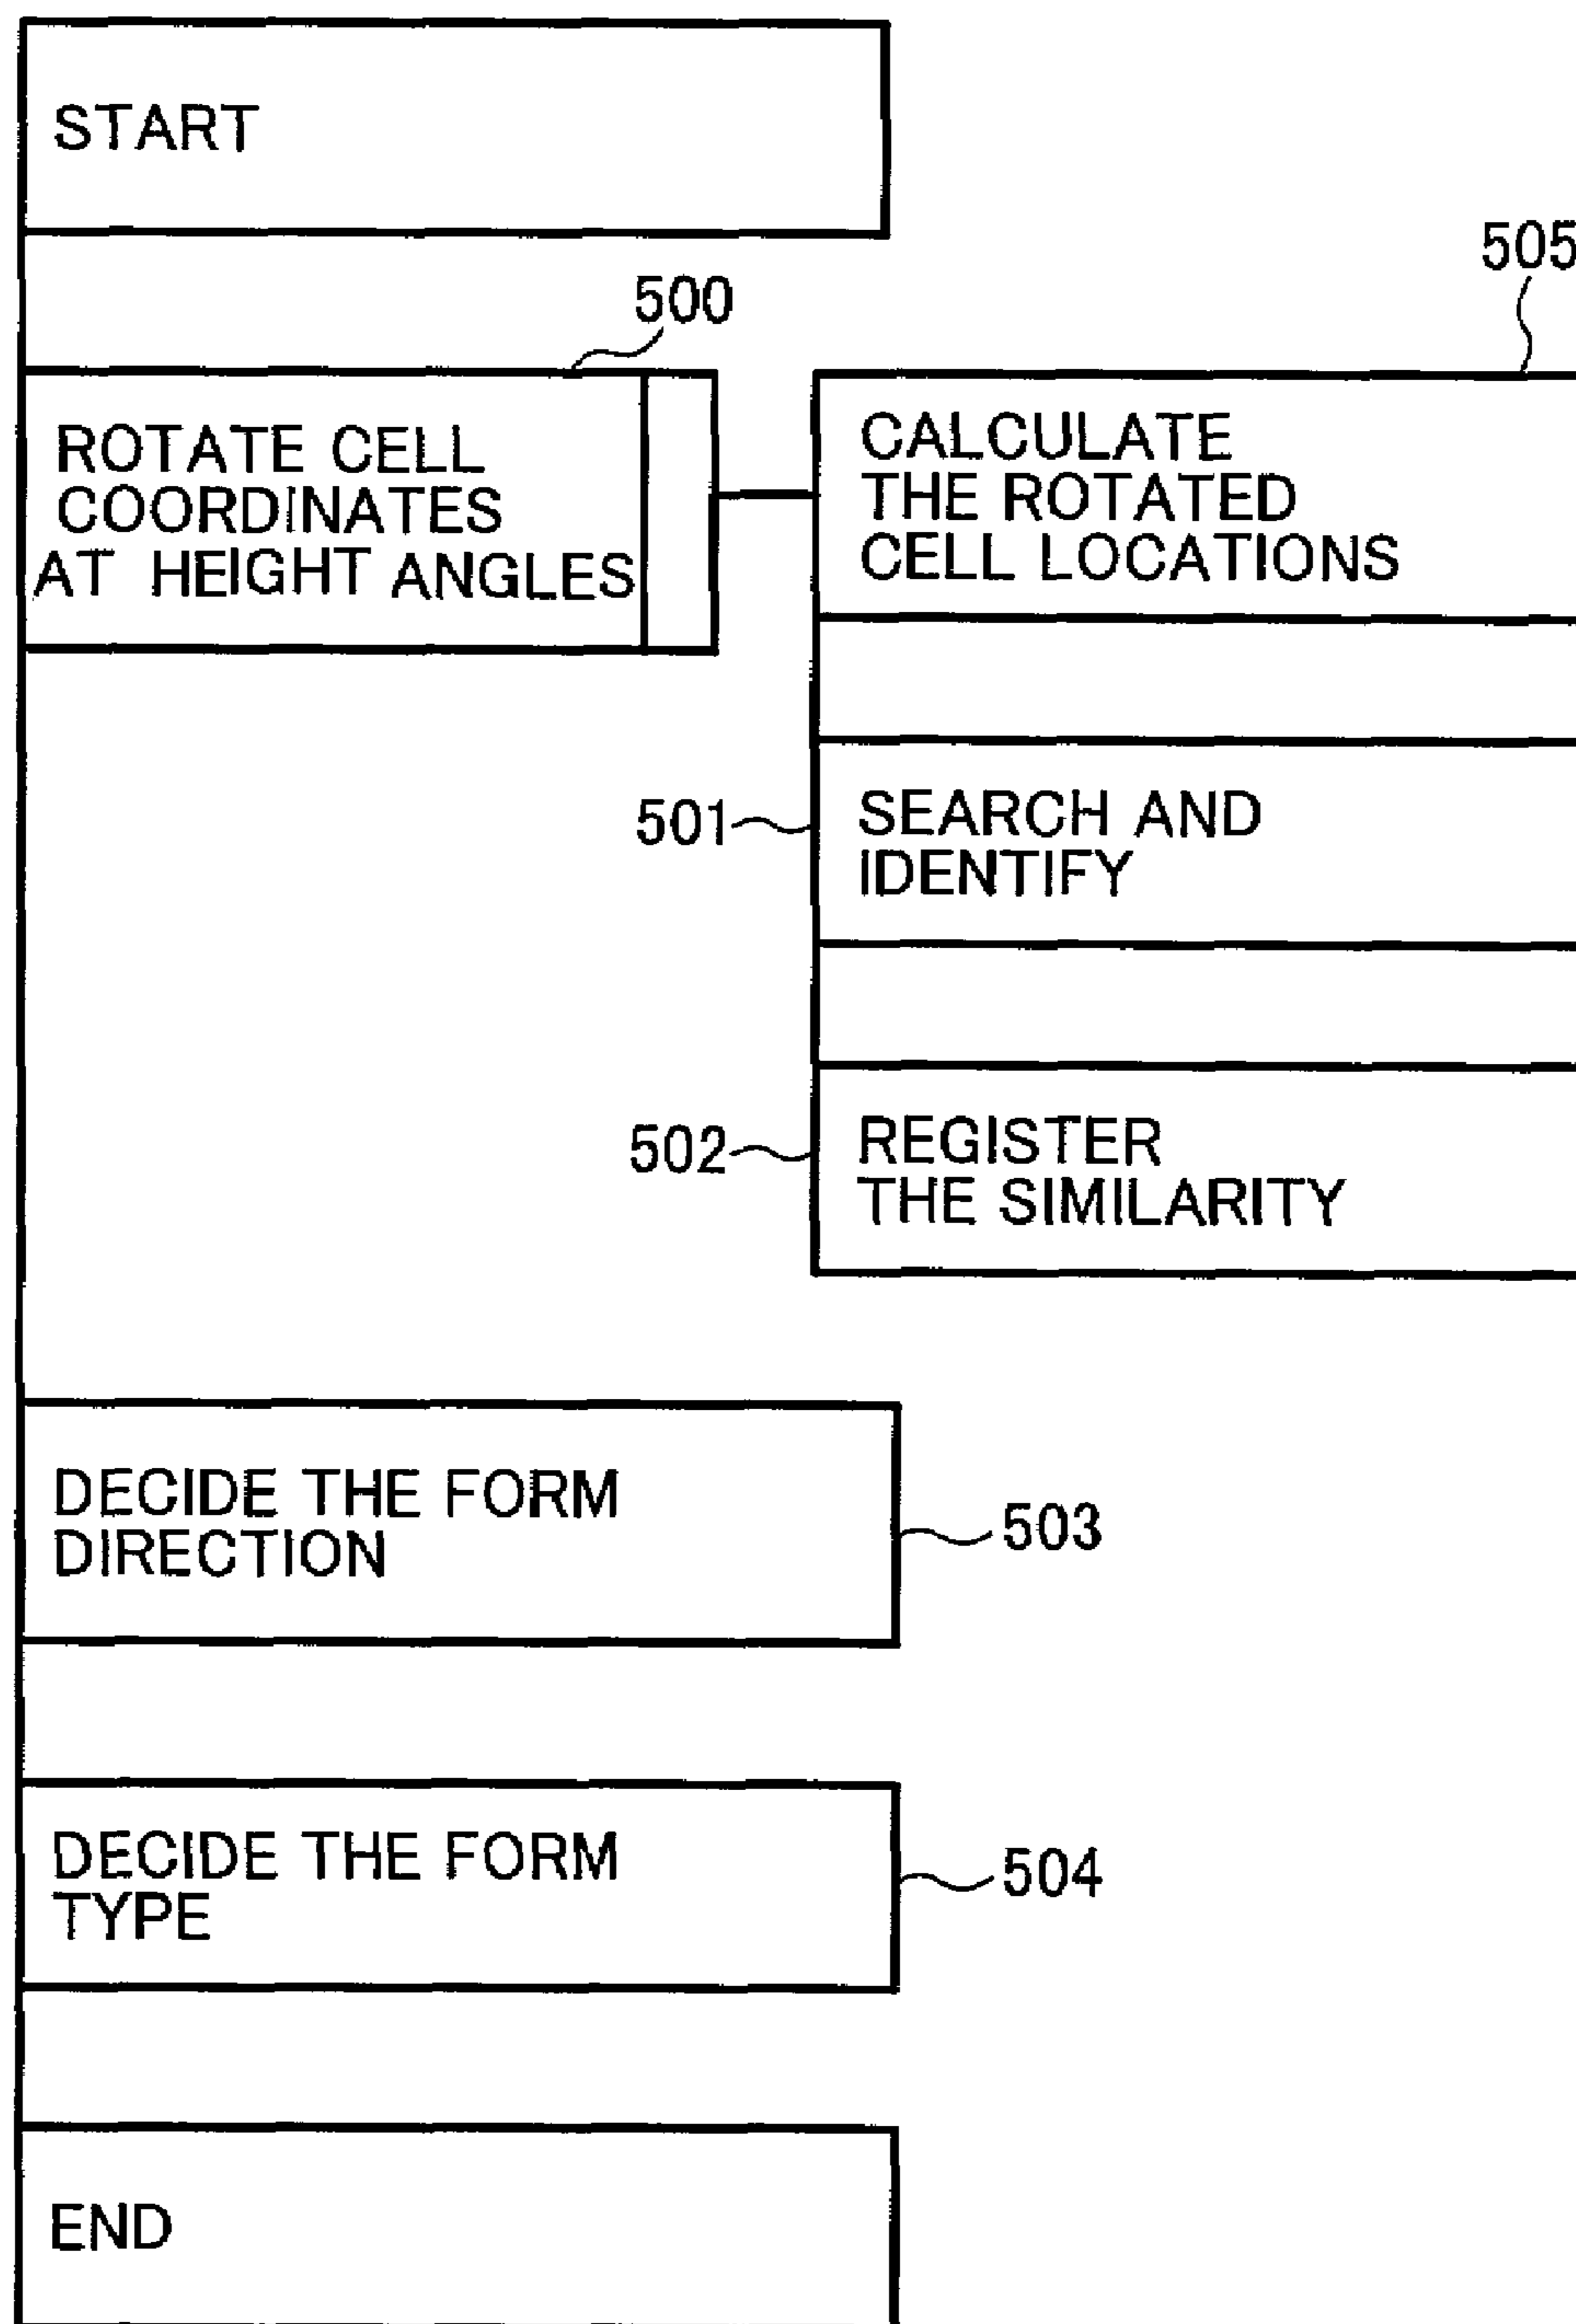 START
500
505
ROTATE CELL
COORDINATES
AT HEIGHT ANGLES
CALCULATE
THE ROTATED
CELL LOCATIONS
501
SEARCH AND
IDENTIFY
502
REGISTER
THE SIMILARITY
DECIDE THE FORM
DIRECTION
503
DECIDE THE FORM
TYPE
504
END